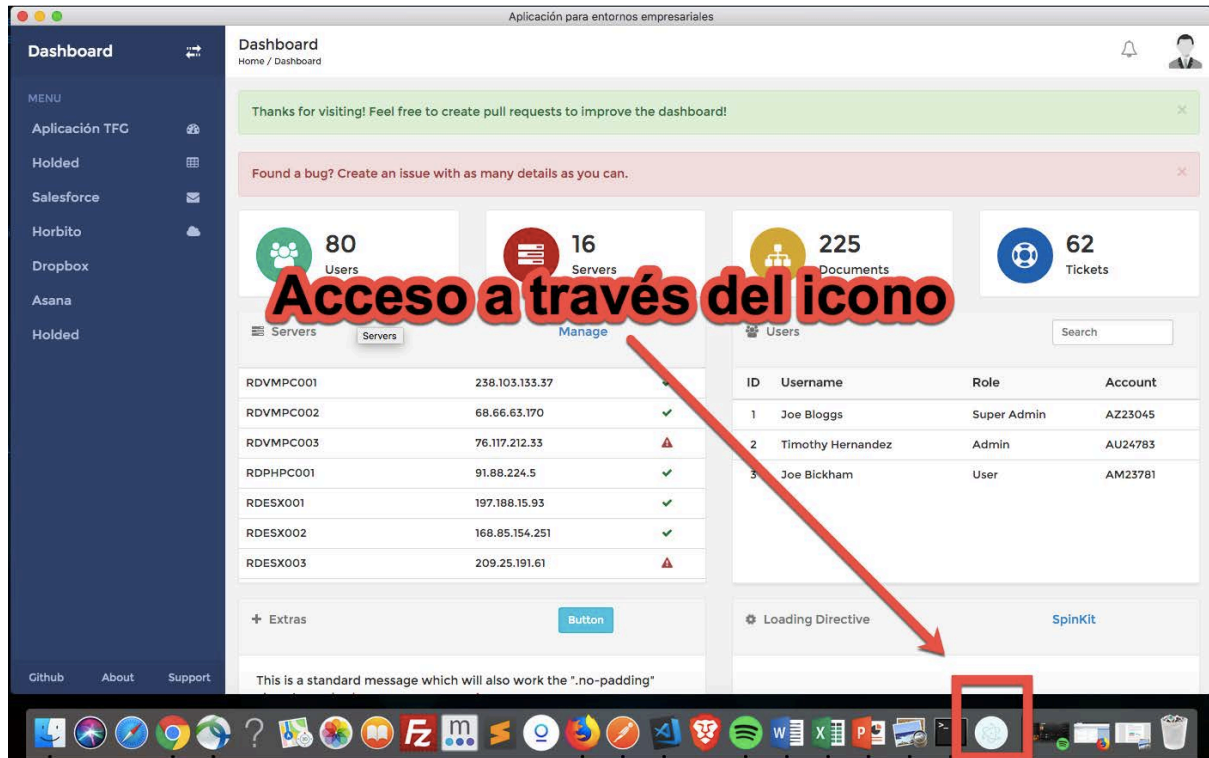 Aplicación para entornos empresariales
Dashboard
MENU
Aplicación TFG
Holded
Salesforce
Horbito
Dropbox
Asana
Holded
Github About Support
Dashboard
Home / Dashboard
Thanks for visiting! Feel free to create pull requests to improve the dashboard!
×
Found a bug? Create an issue with as many details as you can.
×
80
Users
16
Servers
225
Documents
62
Tickets
Acceso a través del icono
Servers Manage
Servers
RDVMPC001 238.103.133.37
RDVMPC002 68.66.63.170
RDVMPC003 76.117.212.33
RDPHPC001 91.88.224.5
RDESX001 197.188.15.93
RDESX002 168.85.154.251
RDESX003 209.25.191.61
Users Search
ID Username Role Account
1 Joe Bloggs Super Admin AZ23045
2 Timothy Hernandez Admin AU24783
3 Joe Bickham User AM23781
Extras Button
This is a standard message which will also work the ".no-padding"
Loading Directive SpinKit